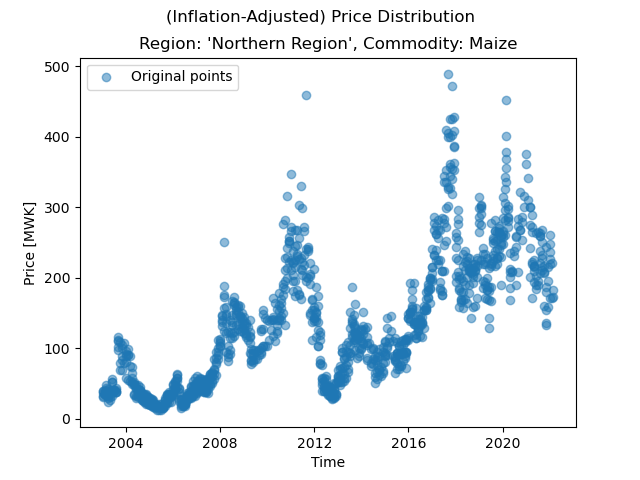 (Inflation-Adjusted) Price Distribution
Region: 'Northern Region', Commodity: Maize
Original points
500
400
300
200
100
0
Price [MWK]
2004
2008
2012
2016
2020
Time